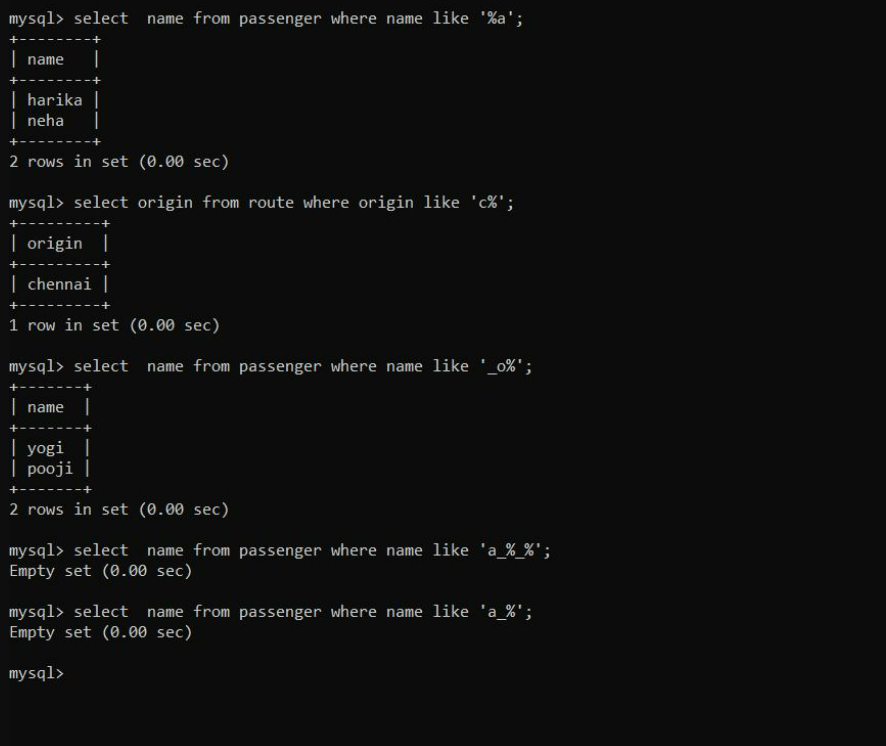 mysql> select  name from passenger where name like '%a';
+--------+
| name   |
+--------+
| harika |
| neha   |
+--------+
2 rows in set (0.00 sec)

mysql> select origin from route where origin like 'c%';
+---------+
| origin  |
+---------+
| chennai |
+---------+
1 row in set (0.00 sec)

mysql> select  name from passenger where name like '_o%';
+-------+
| name  |
+-------+
| yogi  |
| pooji |
+-------+
2 rows in set (0.00 sec)

mysql> select  name from passenger where name like 'a_%_%';
Empty set (0.00 sec)

mysql> select  name from passenger where name like 'a_%';
Empty set (0.00 sec)

mysql>